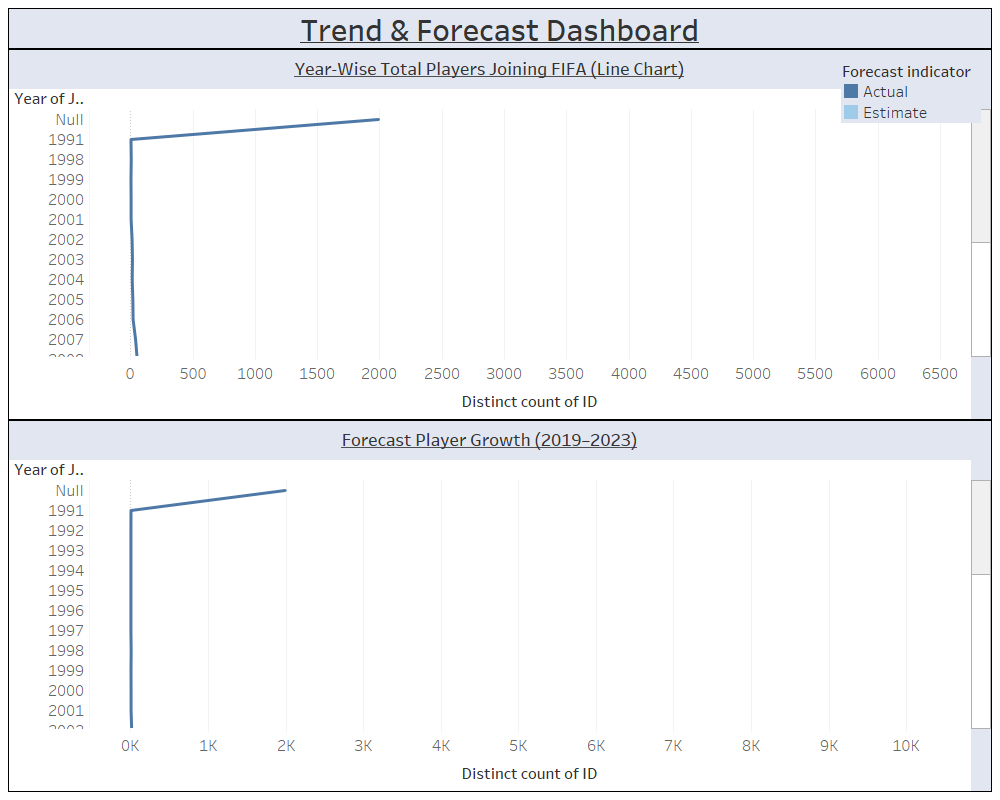 Trend & Forecast Dashboard
Year-Wise Total Players Joining FIFA (Line Chart)
Forecast indicator
Actual
Estimate
Year of J..
Null
1991
1998
1999
2000
2001
2002
2003
2004
2005
2006
2007
2008
0 500 1000 1500 2000 2500 3000 3500 4000 4500 5000 5500 6000 6500
Distinct count of ID
Forecast Player Growth (2019–2023)
Year of J..
Null
1991
1992
1993
1994
1995
1996
1997
1998
1999
2000
2001
2002
0K 1K 2K 3K 4K 5K 6K 7K 8K 9K 10K
Distinct count of ID